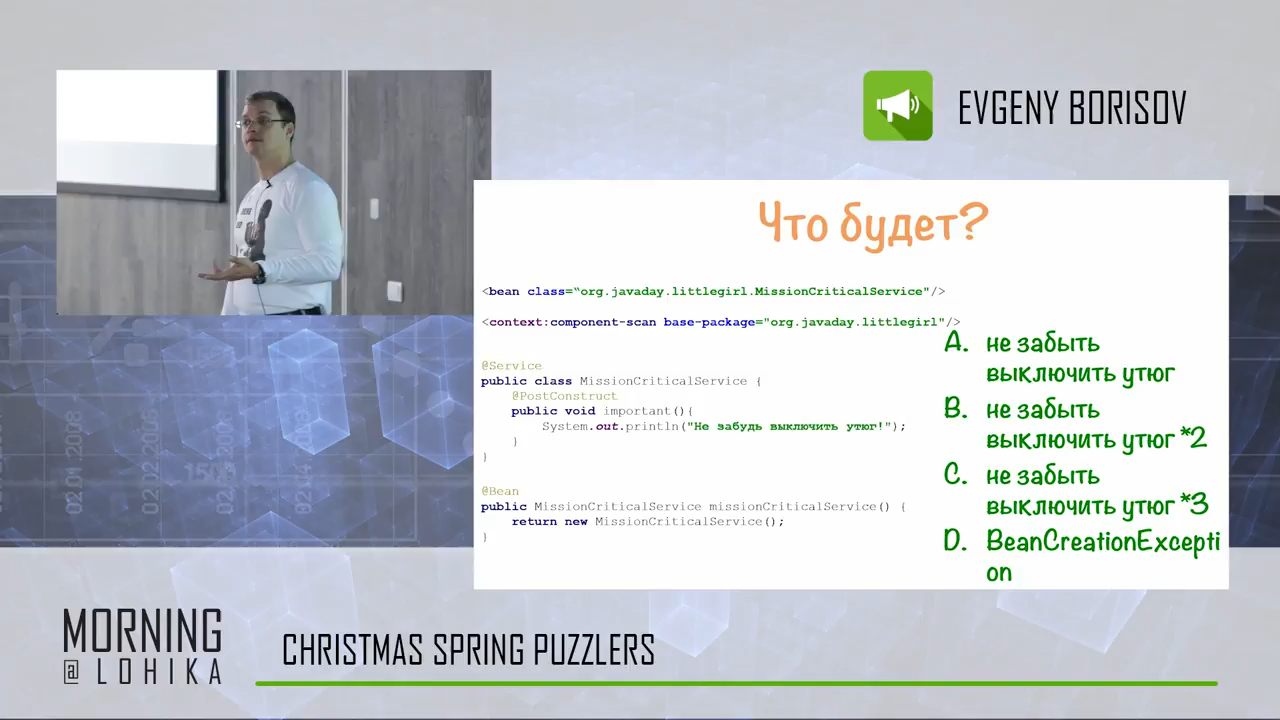 EVGENY BORISOV
Что будет?
<bean class="org.javaday.littlegirl.MissionCriticalService"/>
<context:component-scan base-package="org.javaday.littlegirl"/>
@Service
public class MissionCriticalService {
@PostConstruct
public void important(){
System.out.println("Не забудь выключить утюг!");
}
}
@Bean
public MissionCriticalService missionCriticalService() {
return new MissionCriticalService();
}
A. не забыть
выключить утюг
B. не забыть
выключить утюг *2
C. не забыть
выключить утюг *3
D. BeanCreationExcepti
on
MORNING
@ LOHIKA
CHRISTMAS SPRING PUZZLERS